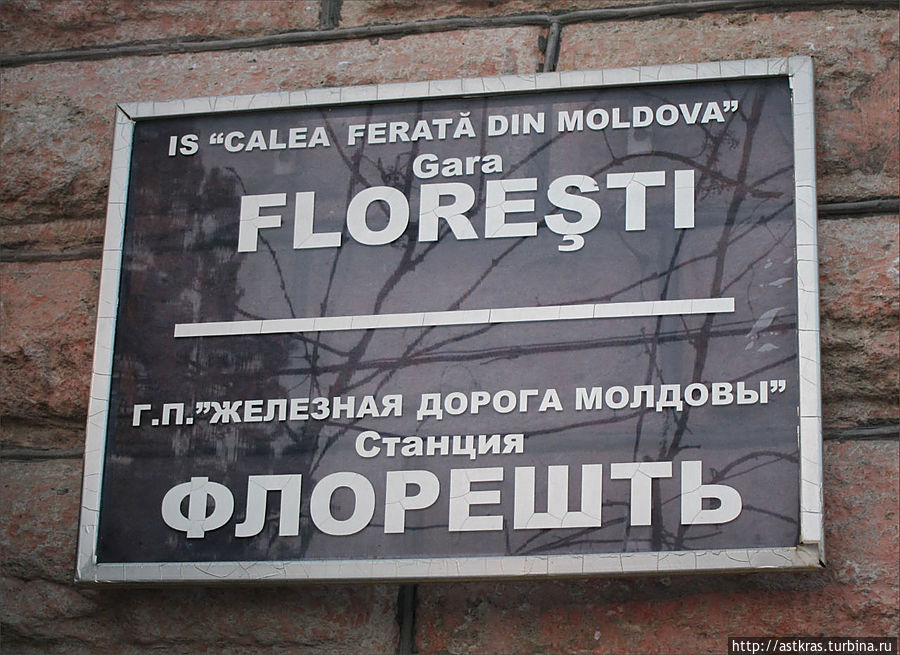 IS “CALEA FERATĂ DIN MOLDOVA”
Gara
FLOREŞTI
Г.П.”ЖЕЛЕЗНАЯ ДОРОГА МОЛДОВЫ”
Станция
ФЛОРЕШТЬ
http://astkras.turbina.ru